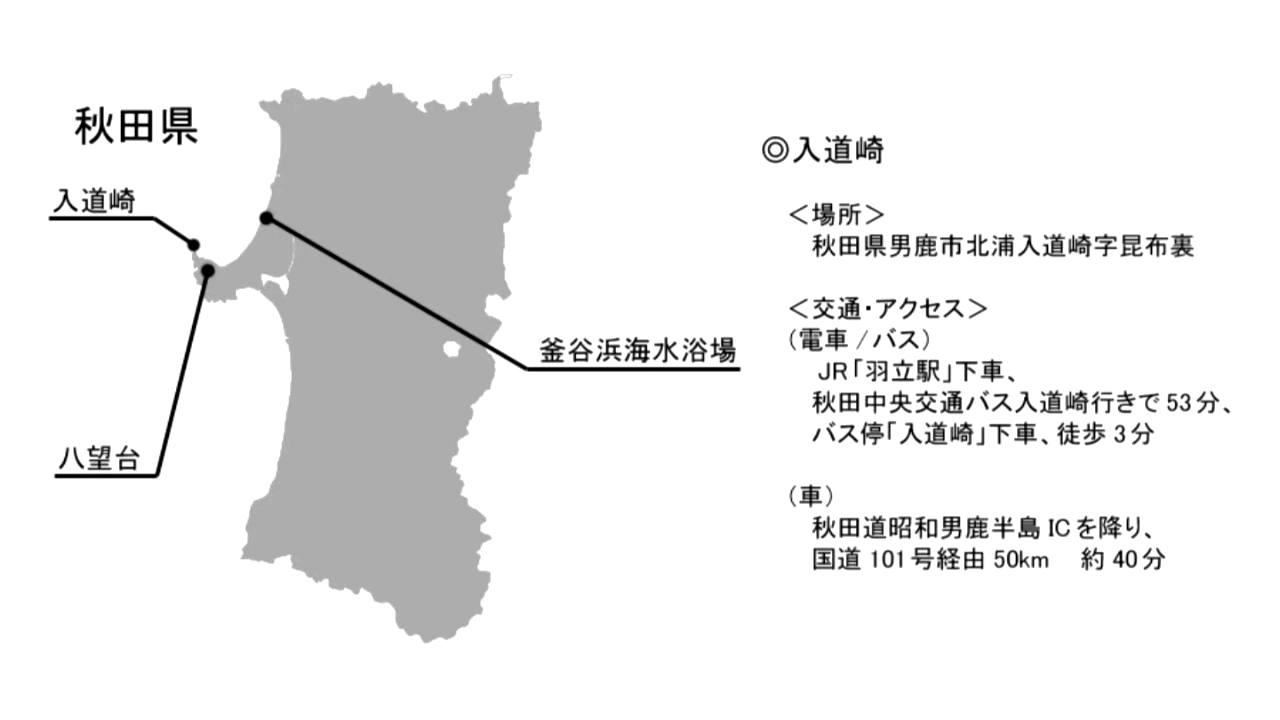 秋田県
入道崎
釜谷浜海水浴場
八望台
◎入道崎
＜場所＞
秋田県男鹿市北浦入道崎字昆布裏
＜交通・アクセス＞
（電車/バス）
JR「羽立駅」下車、
秋田中央交通バス入道崎行きで53分、
バス停「入道崎」下車、徒歩3分
（車）
秋田道昭和男鹿半島ICを降り、
国道101号経由50km　約40分